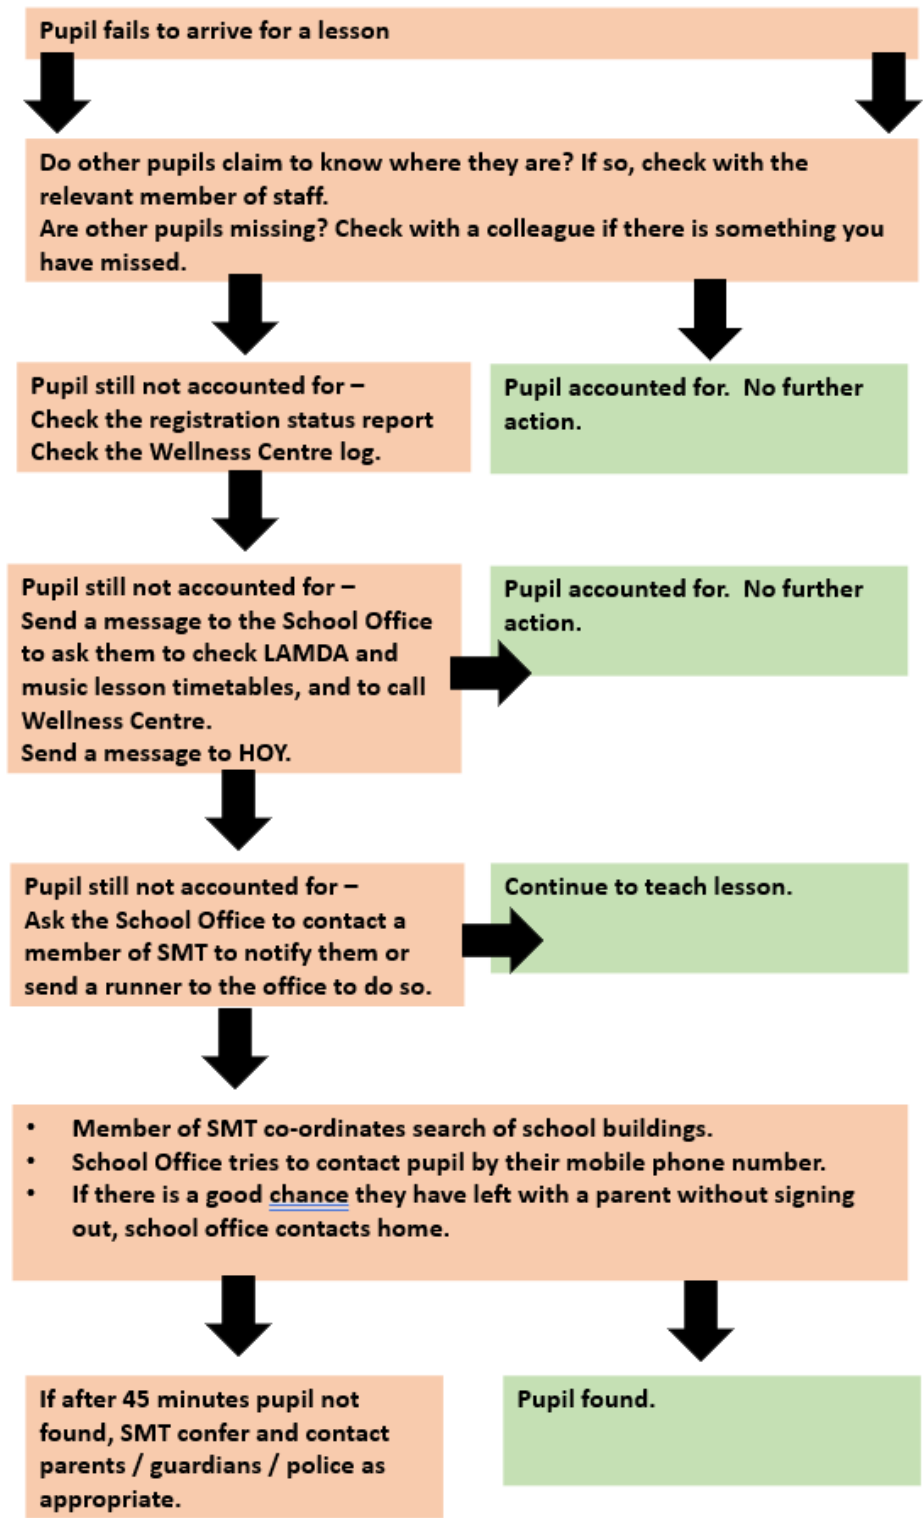 Pupil fails to arrive for a lesson
Do other pupils claim to know where they are? If so, check with the
relevant member of staff.
Are other pupils missing? Check with a colleague if there is something you
have missed.
Pupil still not accounted for –
Check the registration status report
Check the Wellness Centre log.
Pupil accounted for.  No further
action.
Pupil still not accounted for –
Send a message to the School Office
to ask them to check LAMDA and
music lesson timetables, and to call
Wellness Centre.
Send a message to HOY.
Pupil accounted for.  No further
action.
Pupil still not accounted for –
Ask the School Office to contact a
member of SMT to notify them or
send a runner to the office to do so.
Continue to teach lesson.
• Member of SMT co-ordinates search of school buildings.
• School Office tries to contact pupil by their mobile phone number.
• If there is a good chance they have left with a parent without signing
out, school office contacts home.
If after 45 minutes pupil not
found, SMT confer and contact
parents / guardians / police as
appropriate.
Pupil found.